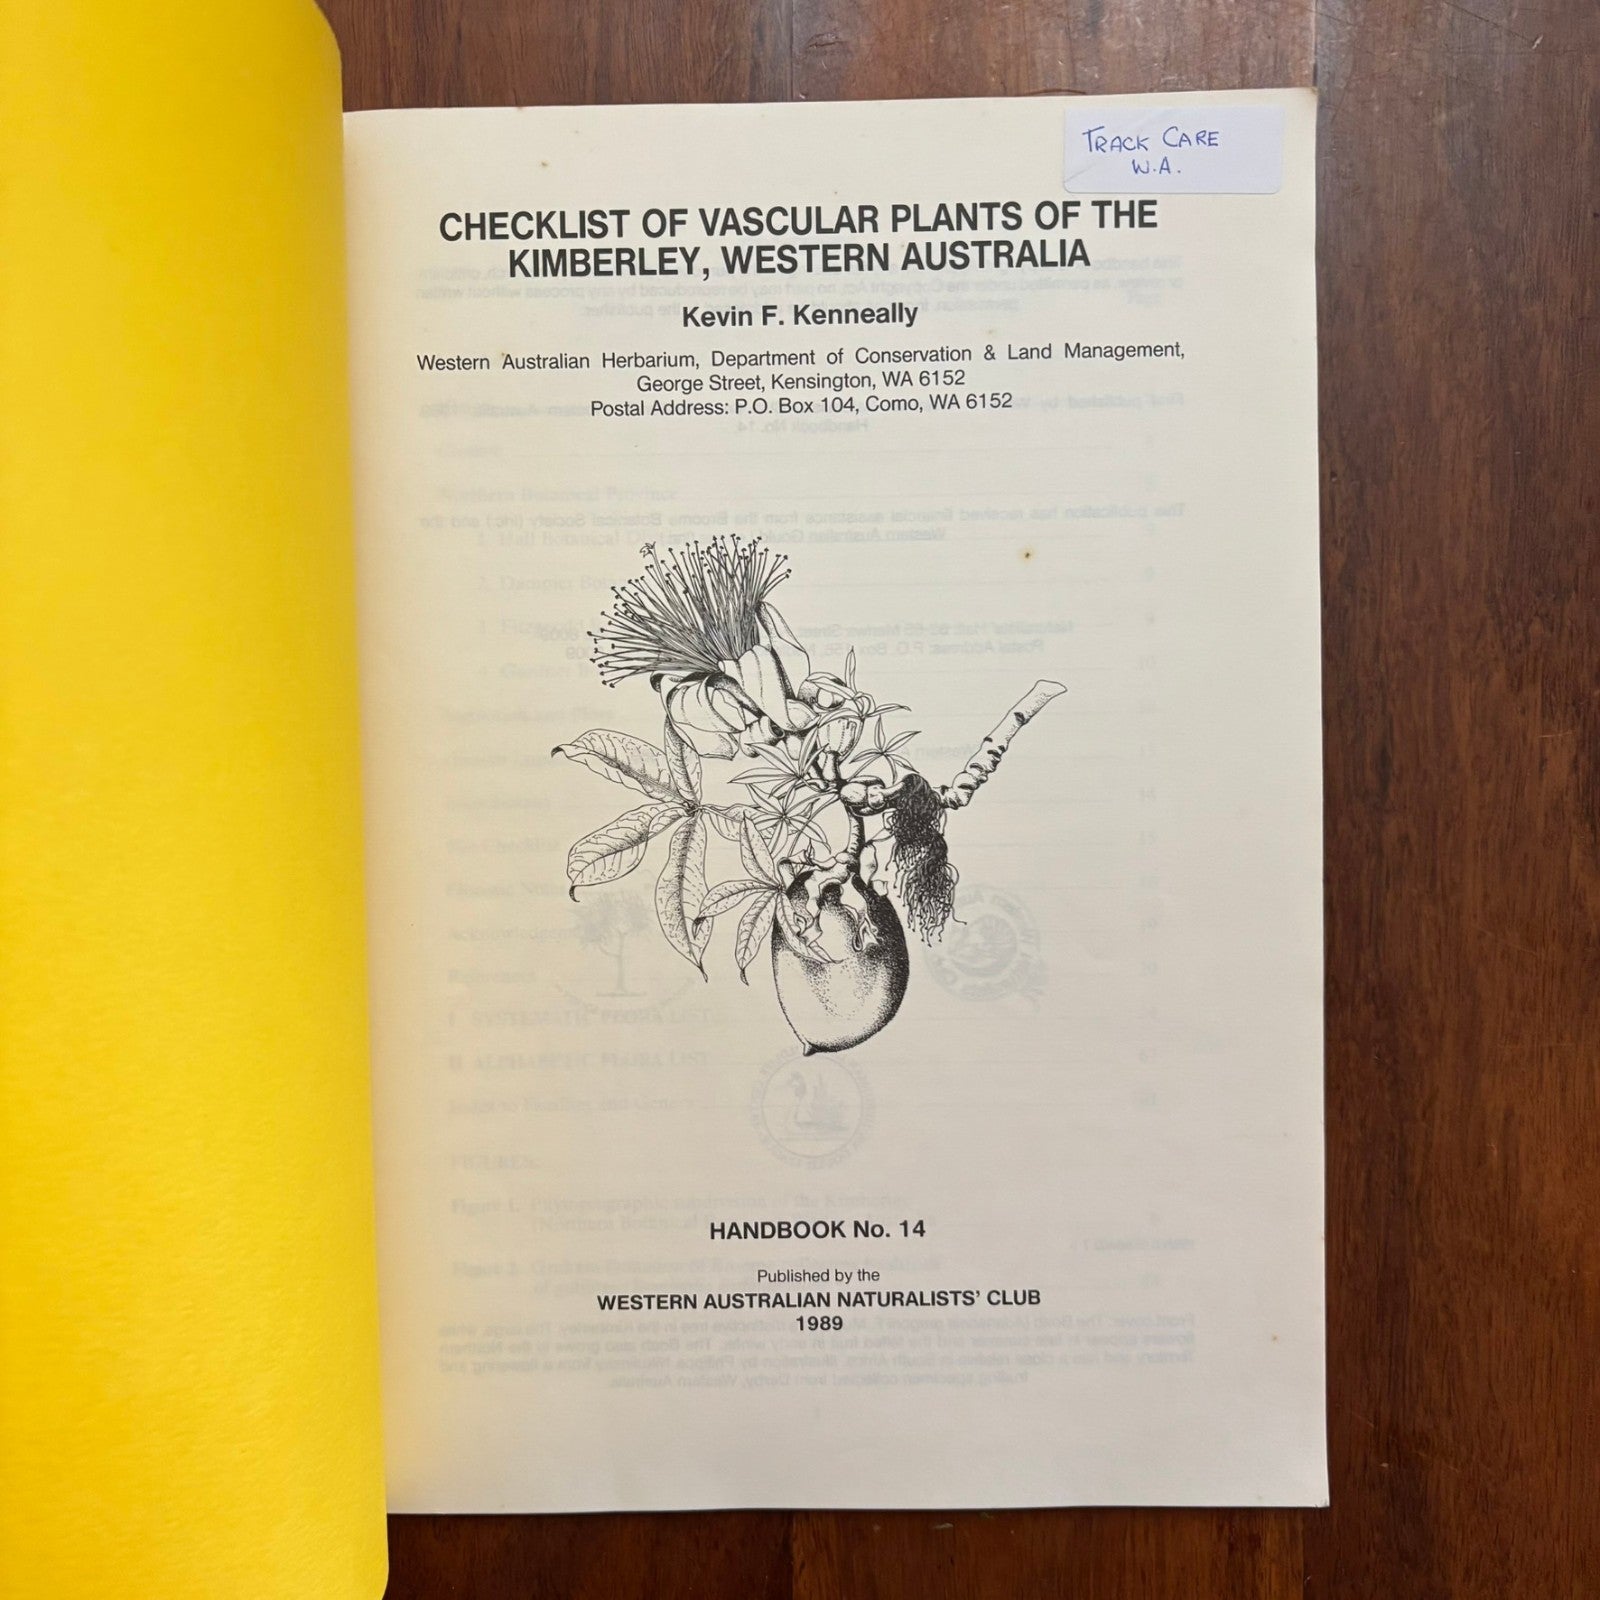 TRACK CARE
W.A.
CHECKLIST OF VASCULAR PLANTS OF THE
KIMBERLEY, WESTERN AUSTRALIA
Kevin F. Kenneally
Western Australian Herbarium, Department of Conservation & Land Management,
George Street, Kensington, WA 6152
Postal Address: P.O. Box 104, Como, WA 6152
HANDBOOK No. 14
Published by the
WESTERN AUSTRALIAN NATURALISTS' CLUB
1989